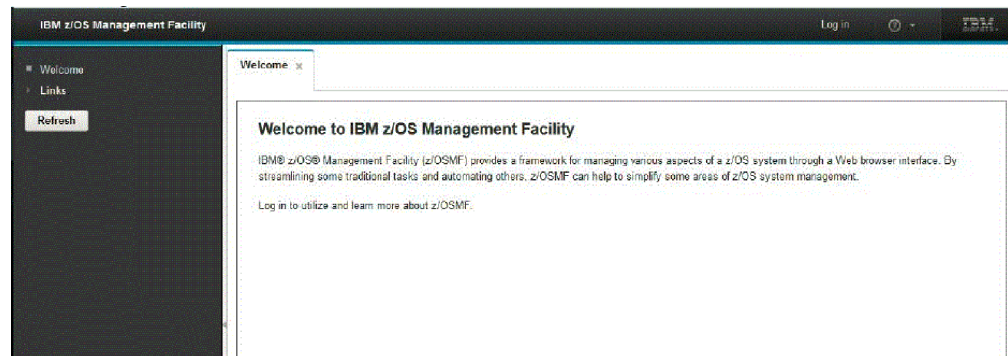 IBM z/OS Management Facility
Log in
IBM
Welcome
Links
Refresh
Welcome x
Welcome to IBM z/OS Management Facility
IBM® z/OS® Management Facility (z/OSMF) provides a framework for managing various aspects of a z/OS system through a Web browser interface. By
streamlining some traditional tasks and automating others, z/OSMF can help to simplify some areas of z/OS system management.
Log in to utilize and learn more about z/OSMF.